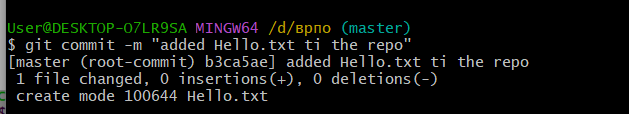 User@DESKTOP-O7LR9SA MINGW64 /d/врпо (master)
$ git commit -m "added Hello.txt ti the repo"
[master (root-commit) b3ca5ae] added Hello.txt ti the repo
 1 file changed, 0 insertions(+), 0 deletions(-)
 create mode 100644 Hello.txt